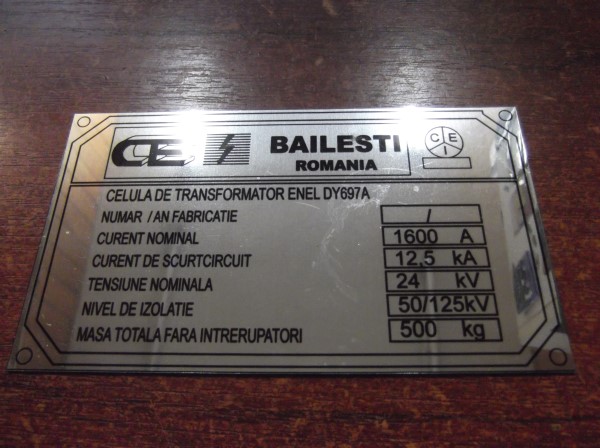 CE BAILESTI
ROMANIA
CEI
CELULA DE TRANSFORMATOR ENEL DY697A
NUMAR / AN FABRICATIE /
CURENT NOMINAL 1600 A
CURENT DE SCURTCIRCUIT 12,5 kA
TENSIUNE NOMINALA 24 kV
NIVEL DE IZOLATIE 50/125kV
MASA TOTALA FARA INTRERUPATORI 500 kg